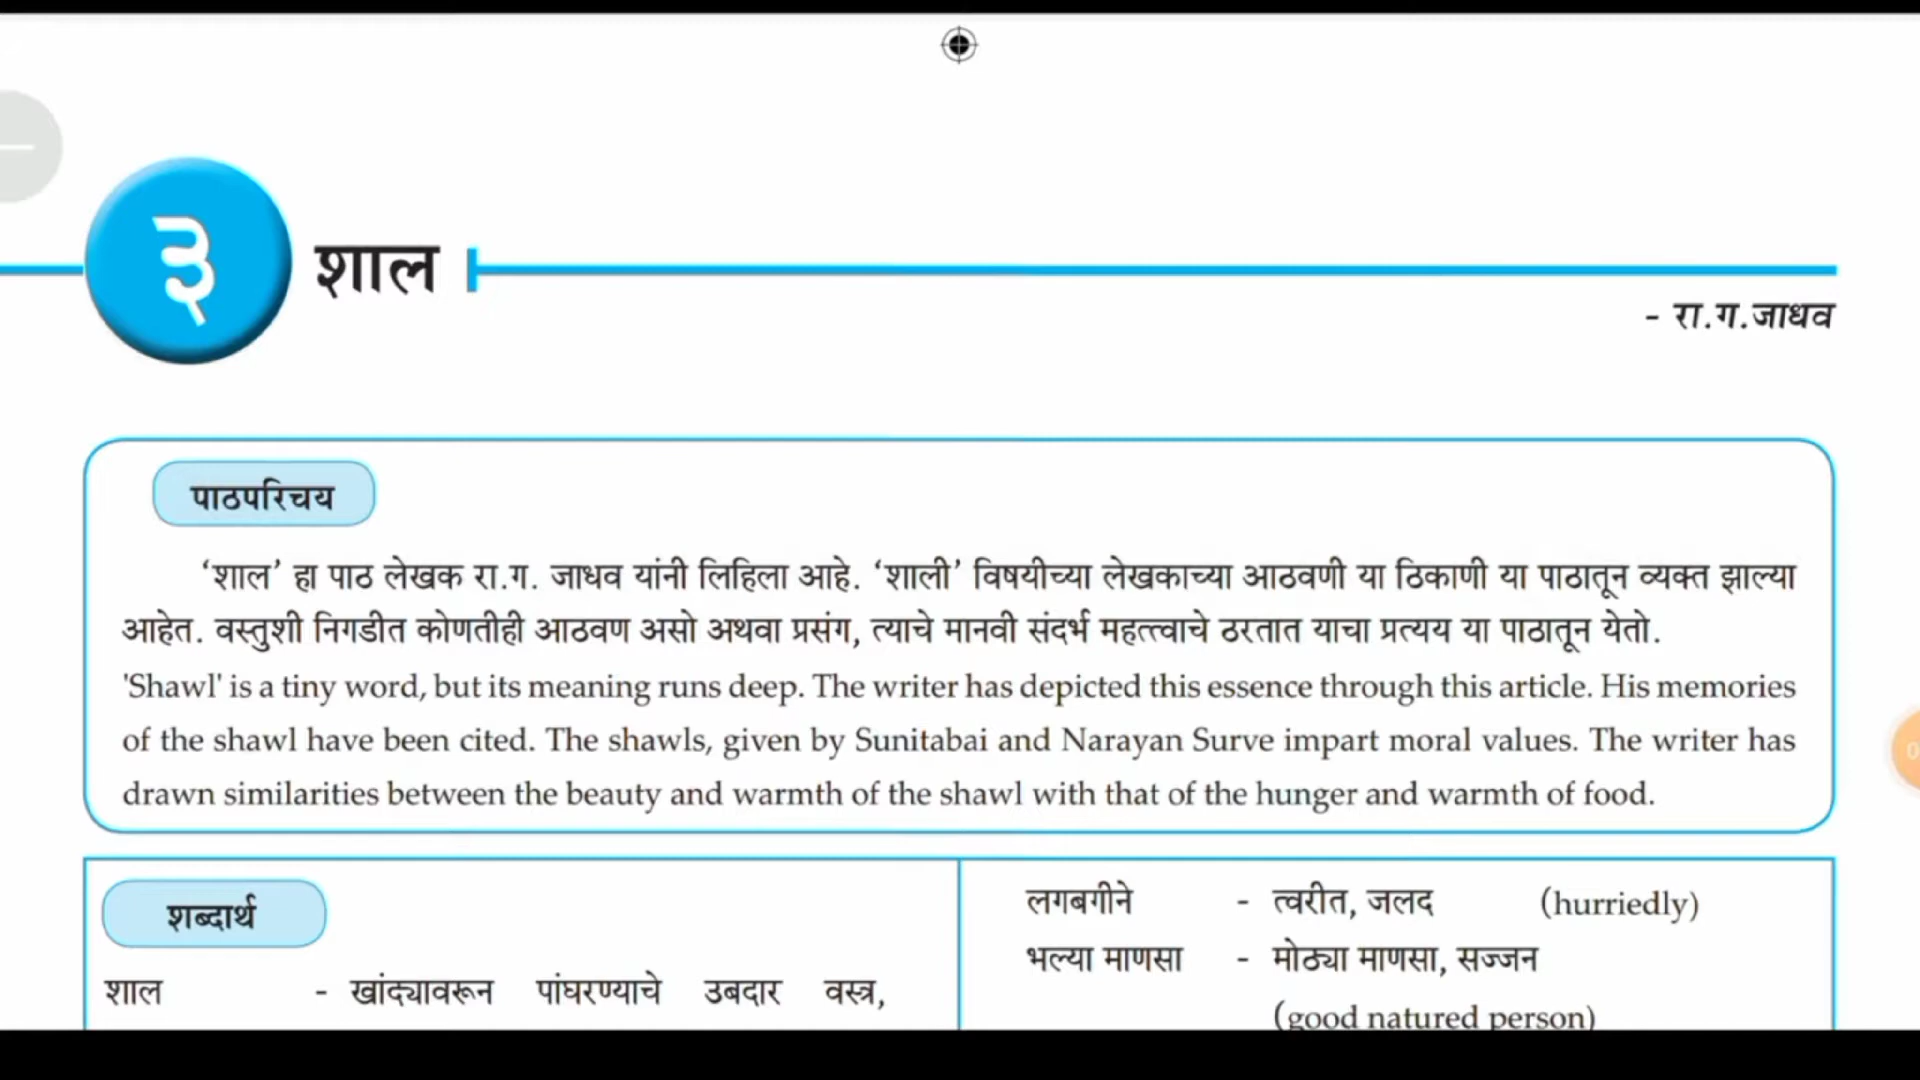 ३
शाल
- रा.ग.जाधव
पाठपरिचय
‘शाल’ हा पाठ लेखक रा.ग. जाधव यांनी लिहिला आहे. ‘शाली’ विषयीच्या लेखकाच्या आठवणी या ठिकाणी या पाठातून व्यक्त झाल्या
आहेत. वस्तुशी निगडीत कोणतीही आठवण असो अथवा प्रसंग, त्याचे मानवी संदर्भ महत्त्वाचे ठरतात याचा प्रत्यय या पाठातून येतो.
'Shawl' is a tiny word, but its meaning runs deep. The writer has depicted this essence through this article. His memories
of the shawl have been cited. The shawls, given by Sunitabai and Narayan Surve impart moral values. The writer has
drawn similarities between the beauty and warmth of the shawl with that of the hunger and warmth of food.
शब्दार्थ
शाल - खांद्यावरून पांघरण्याचे उबदार वस्त्र,
लगबगीने - त्वरीत, जलद (hurriedly)
भल्या माणसा - मोठ्या माणसा, सज्जन
(good natured person)